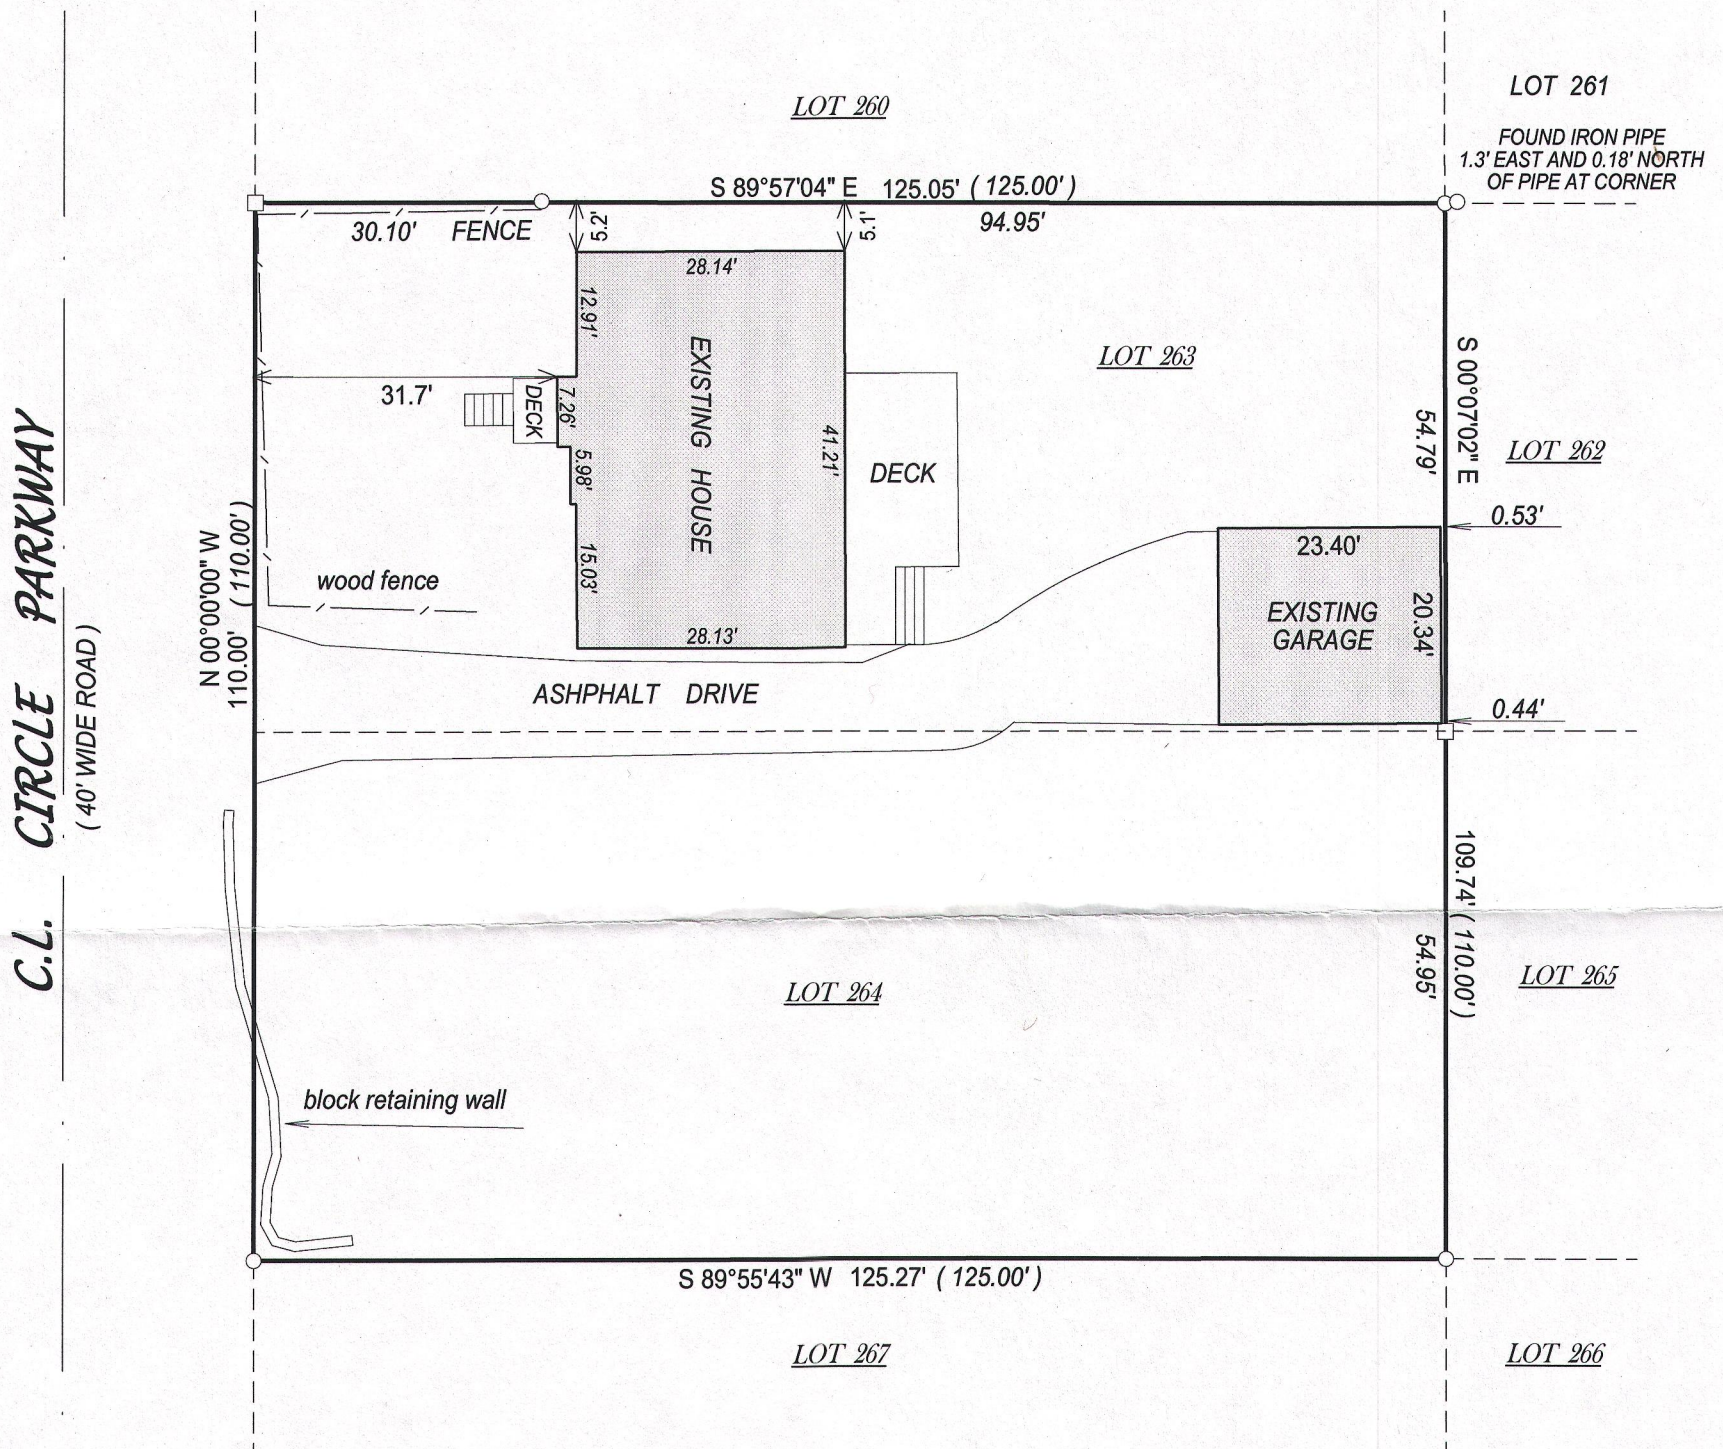 LOT 260
LOT 261
FOUND IRON PIPE
1.3' EAST AND 0.18' NORTH
OF PIPE AT CORNER
S 89°57'04" E 125.05' ( 125.00' )
30.10' FENCE
5.2'
5.1'
94.95'
28.14'
12.91'
EXISTING HOUSE
LOT 263
S 00°07'02" E
54.79'
LOT 262
31.7'
DECK
7.26'
5.98'
41.21'
DECK
15.03'
28.13'
0.53'
23.40'
EXISTING
GARAGE
20.34'
0.44'
wood fence
N 00°00'00" W
110.00' ( 110.00' )
C.L. CIRCLE PARKWAY
( 40' WIDE ROAD )
ASHPHALT DRIVE
109.74' ( 110.00' )
54.95'
LOT 264
LOT 265
block retaining wall
S 89°55'43" W 125.27' ( 125.00' )
LOT 267
LOT 266